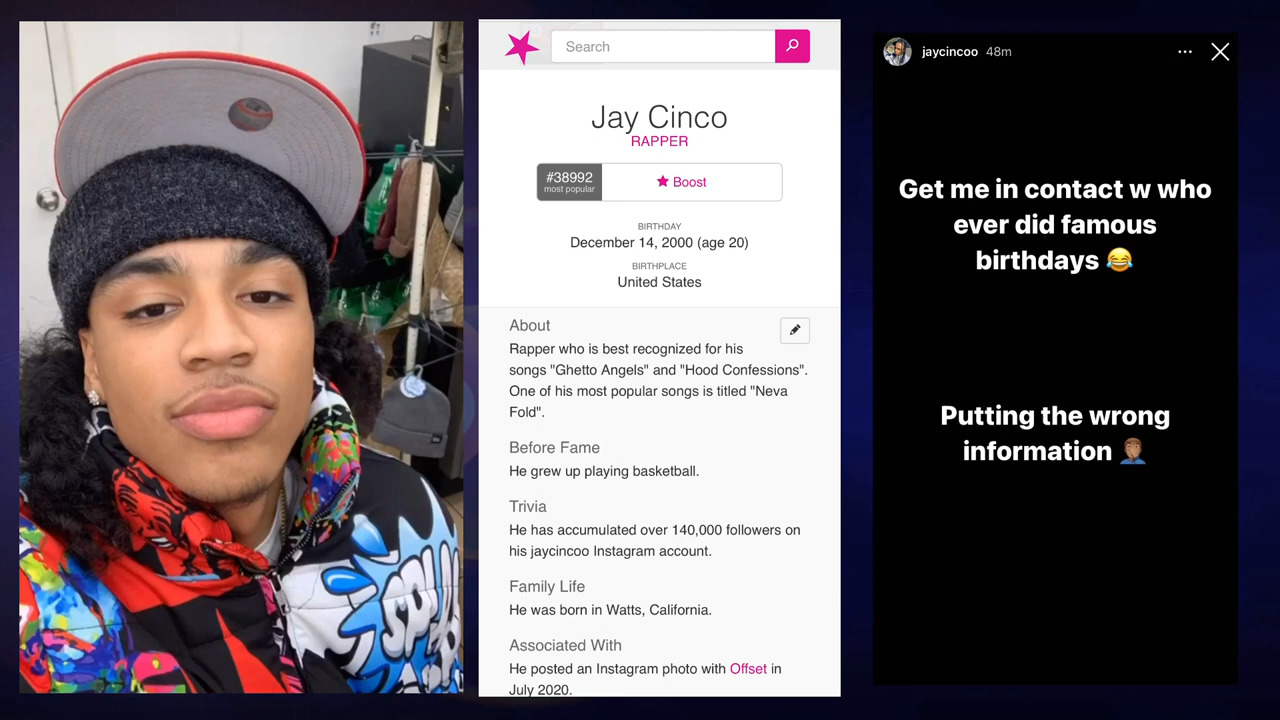 Search
Jay Cinco
RAPPER
#38992
most popular
Boost
BIRTHDAY
December 14, 2000 (age 20)
BIRTHPLACE
United States
About
Rapper who is best recognized for his
songs "Ghetto Angels" and "Hood Confessions".
One of his most popular songs is titled "Neva
Fold".
Before Fame
He grew up playing basketball.
Trivia
He has accumulated over 140,000 followers on
his jaycincoo Instagram account.
Family Life
He was born in Watts, California.
Associated With
He posted an Instagram photo with Offset in
July 2020.
jaycincoo 48m
Get me in contact w who
ever did famous
birthdays 😂
Putting the wrong
information 🤦🏾‍♂️